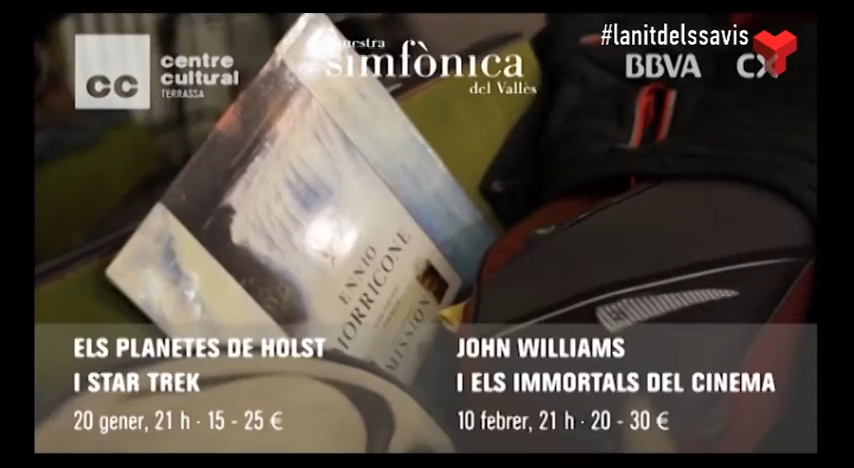 #lanitdelssavis
cc
centre
cultural
TERRASSA
simfònica
del Vallès
BBVA
CX
ENNIO
MORRICONE
MISSION
ELS PLANETES DE HOLST
I STAR TREK
20 gener, 21 h · 15 - 25 €
JOHN WILLIAMS
I ELS IMMORTALS DEL CINEMA
10 febrer, 21 h · 20 - 30 €